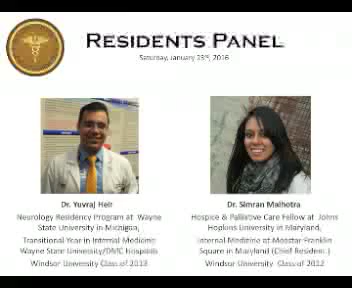 RESIDENTS PANEL
Saturday, January 23rd, 2016
Dr. Yuvraj Heir
Neurology Residency Program at Wayne
State University in Michigan,
Transitional Year in Internal Medicine
Wayne State University/DMC Hospitals
Windsor University Class of 2013
Dr. Simran Malhotra
Hospice & Palliative Care Fellow at Johns
Hopkins University in Maryland,
Internal Medicine at Medstar Franklin
Square in Maryland (Chief Resident)
Windsor University Class of 2012